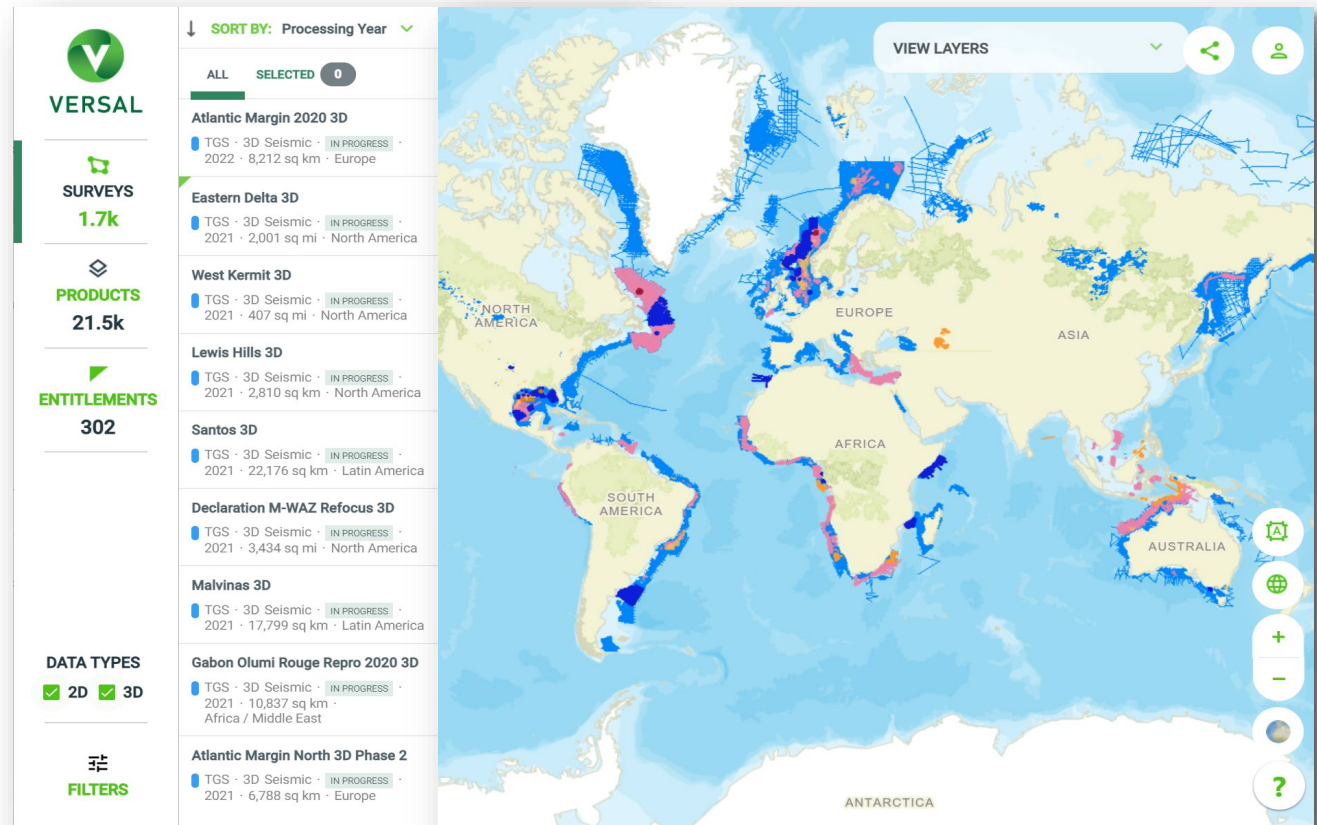 VERSAL
SURVEYS
1.7k
PRODUCTS
21.5k
ENTITLEMENTS
302
DATA TYPES
2D 3D
FILTERS
SORT BY: Processing Year
ALL SELECTED 0
Atlantic Margin 2020 3D
TGS · 3D Seismic · IN PROGRESS ·
2022 · 8,212 sq km · Europe
Eastern Delta 3D
TGS · 3D Seismic · IN PROGRESS ·
2021 · 2,001 sq mi · North America
West Kermit 3D
TGS · 3D Seismic · IN PROGRESS ·
2021 · 407 sq mi · North America
Lewis Hills 3D
TGS · 3D Seismic · IN PROGRESS ·
2021 · 2,810 sq km · North America
Santos 3D
TGS · 3D Seismic · IN PROGRESS ·
2021 · 22,176 sq km · Latin America
Declaration M-WAZ Refocus 3D
TGS · 3D Seismic · IN PROGRESS ·
2021 · 3,434 sq mi · North America
Malvinas 3D
TGS · 3D Seismic · IN PROGRESS ·
2021 · 17,799 sq km · Latin America
Gabon Olumi Rouge Repro 2020 3D
TGS · 3D Seismic · IN PROGRESS ·
2021 · 10,837 sq km ·
Africa / Middle East
Atlantic Margin North 3D Phase 2
TGS · 3D Seismic · IN PROGRESS ·
2021 · 6,788 sq km · Europe
VIEW LAYERS
NORTH
AMERICA
EUROPE
ASIA
AFRICA
SOUTH
AMERICA
AUSTRALIA
ANTARCTICA
A
+
−
?